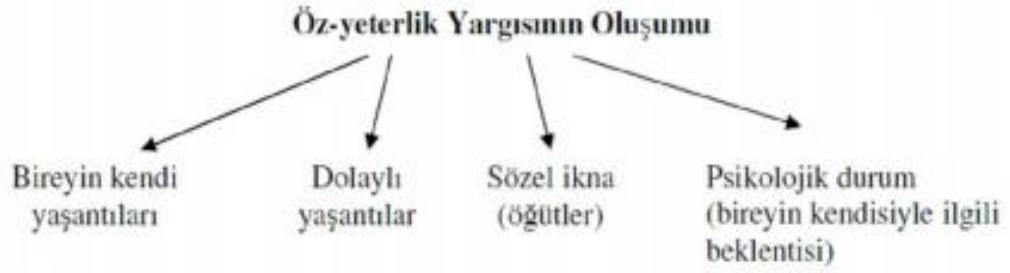 Öz-yeterlik Yargısının Oluşumu
Bireyin kendi
yaşantıları
Dolaylı
yaşantılar
Sözel ikna
(öğütler)
Psikolojik durum
(bireyin kendisiyle ilgili
beklentisi)